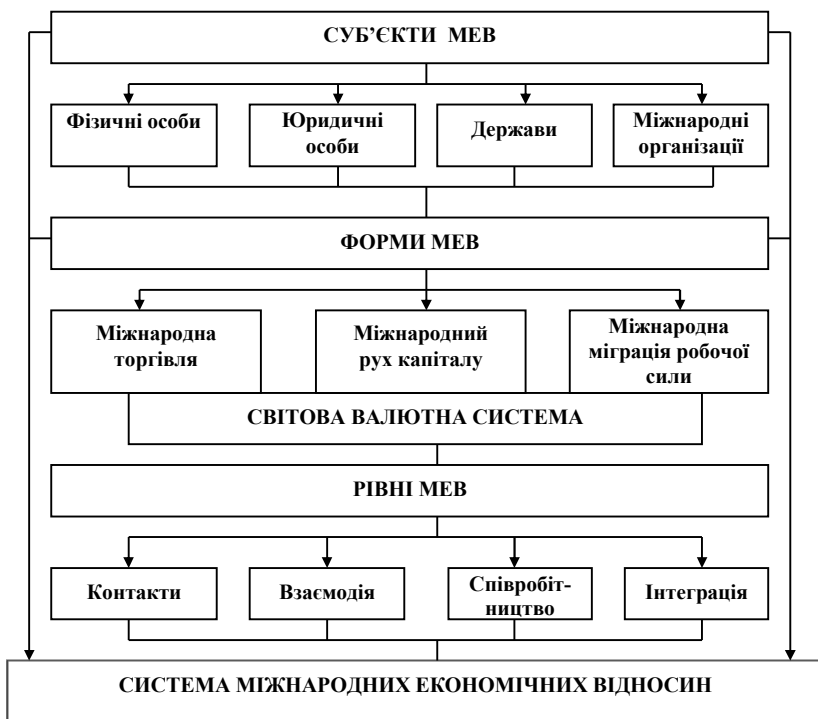 СУБ’ЄКТИ МЕВ
Фізичні особи
Юридичні
особи
Держави
Міжнародні
організації
ФОРМИ МЕВ
Міжнародна
торгівля
Міжнародний
рух капіталу
Міжнародна
міграція робочої
сили
СВІТОВА ВАЛЮТНА СИСТЕМА
РІВНІ МЕВ
Контакти
Взаємодія
Співробіт-
ництво
Інтеграція
СИСТЕМА МІЖНАРОДНИХ ЕКОНОМІЧНИХ ВІДНОСИН